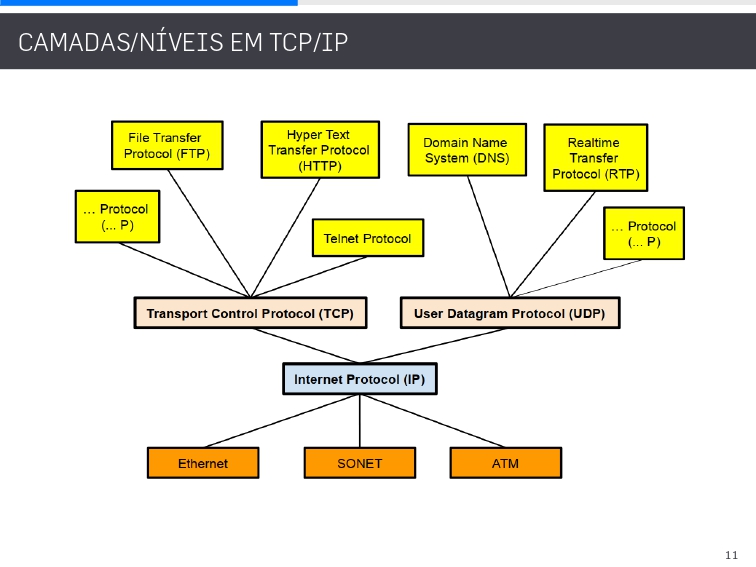 CAMADAS/NÍVEIS EM TCP/IP
File Transfer
Protocol (FTP)
Hyper Text
Transfer Protocol
(HTTP)
Domain Name
System (DNS)
Realtime
Transfer
Protocol (RTP)
... Protocol
(... P)
Telnet Protocol
... Protocol
(... P)
Transport Control Protocol (TCP)
User Datagram Protocol (UDP)
Internet Protocol (IP)
Ethernet
SONET
ATM
11